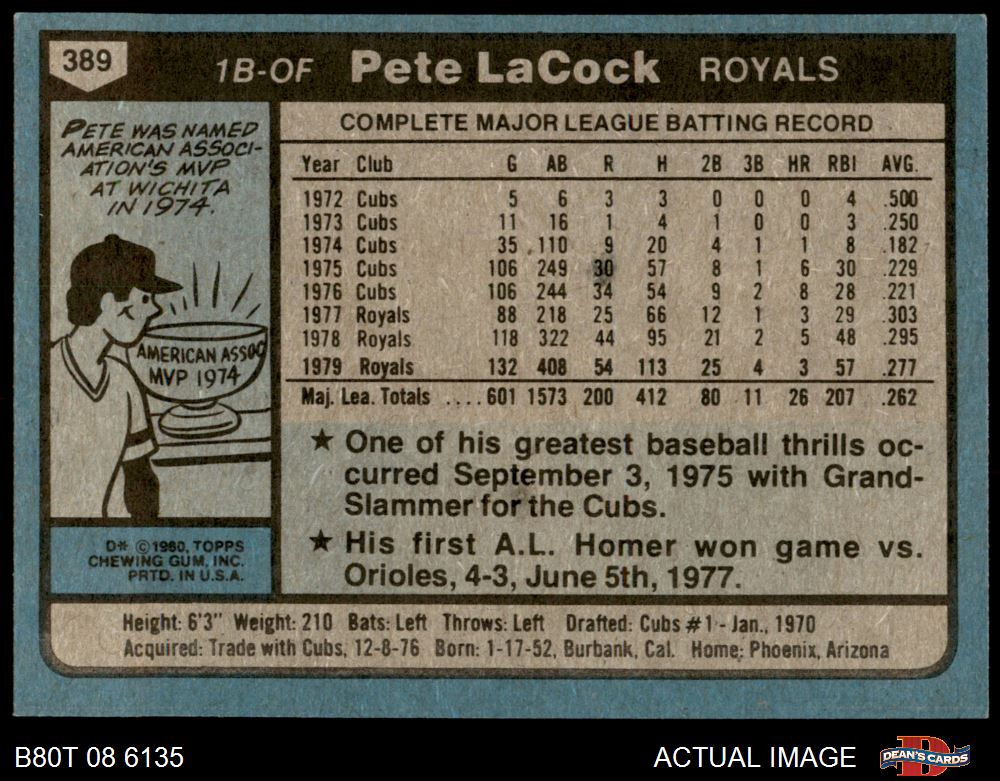 389
1B-OF Pete LaCock ROYALS
PETE WAS NAMED
AMERICAN ASSOCI-
ATION'S MVP
AT WICHITA
IN 1974.
AMERICAN ASSOC
MVP 1974
D* © 1980, TOPPS
CHEWING GUM, INC.
PRTD. IN U.S.A.
COMPLETE MAJOR LEAGUE BATTING RECORD
Year Club G AB R H 2B 3B HR RBI AVG.
1972 Cubs 5 6 3 3 0 0 0 4 .500
1973 Cubs 11 16 1 4 1 0 0 3 .250
1974 Cubs 35 110 9 20 4 1 1 8 .182
1975 Cubs 106 249 30 57 8 1 6 30 .229
1976 Cubs 106 244 34 54 9 2 8 28 .221
1977 Royals 88 218 25 66 12 1 3 29 .303
1978 Royals 118 322 44 95 21 2 5 48 .295
1979 Royals 132 408 54 113 25 4 3 57 .277
Maj. Lea. Totals ....601 1573 200 412 80 11 26 207 .262
★ One of his greatest baseball thrills oc-
curred September 3, 1975 with Grand-
Slammer for the Cubs.
★ His first A.L. Homer won game vs.
Orioles, 4-3, June 5th, 1977.
Height: 6'3" Weight: 210 Bats: Left Throws: Left Drafted: Cubs #1 - Jan., 1970
Acquired: Trade with Cubs, 12-8-76 Born: 1-17-52, Burbank, Cal. Home: Phoenix, Arizona
B80T 08 6135 ACTUAL IMAGE DEAN'S CARDS